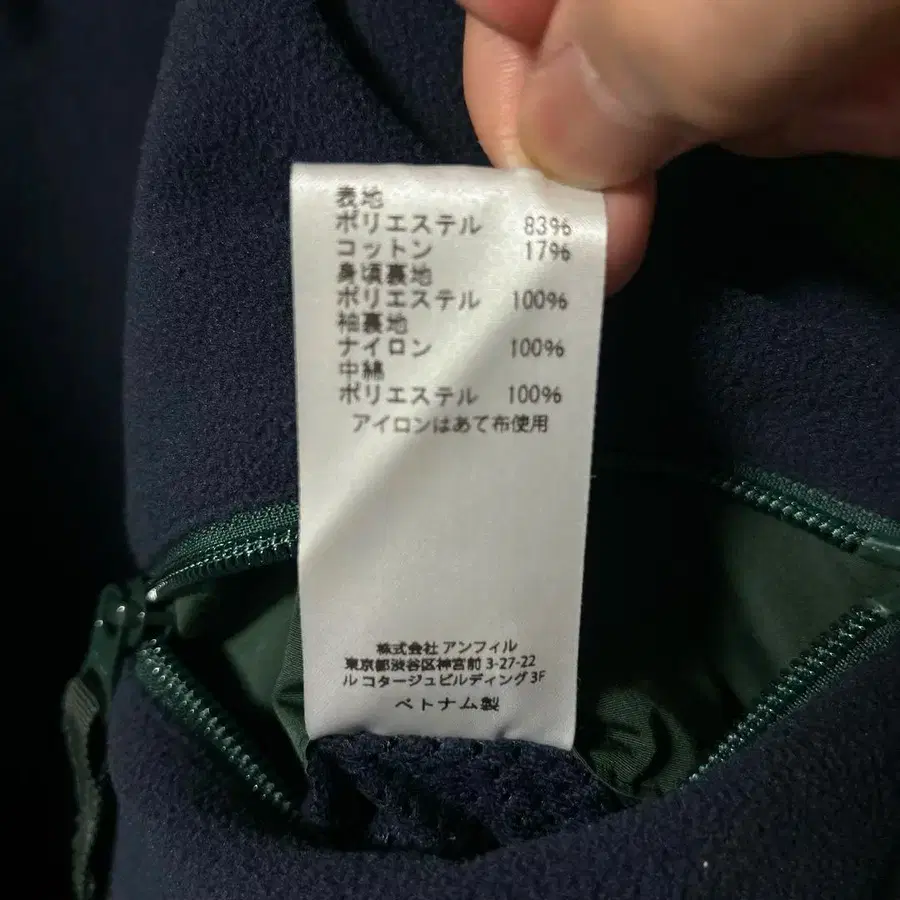 表地
ポリエステル 83%
コットン 17%
身頃裏地
ポリエステル 100%
袖裏地
ナイロン 100%
中綿
ポリエステル 100%
アイロンはあて布使用
株式会社 アンフィル
東京都渋谷区神宮前 3-27-22
ル コタージュビルディング 3F
ベトナム製